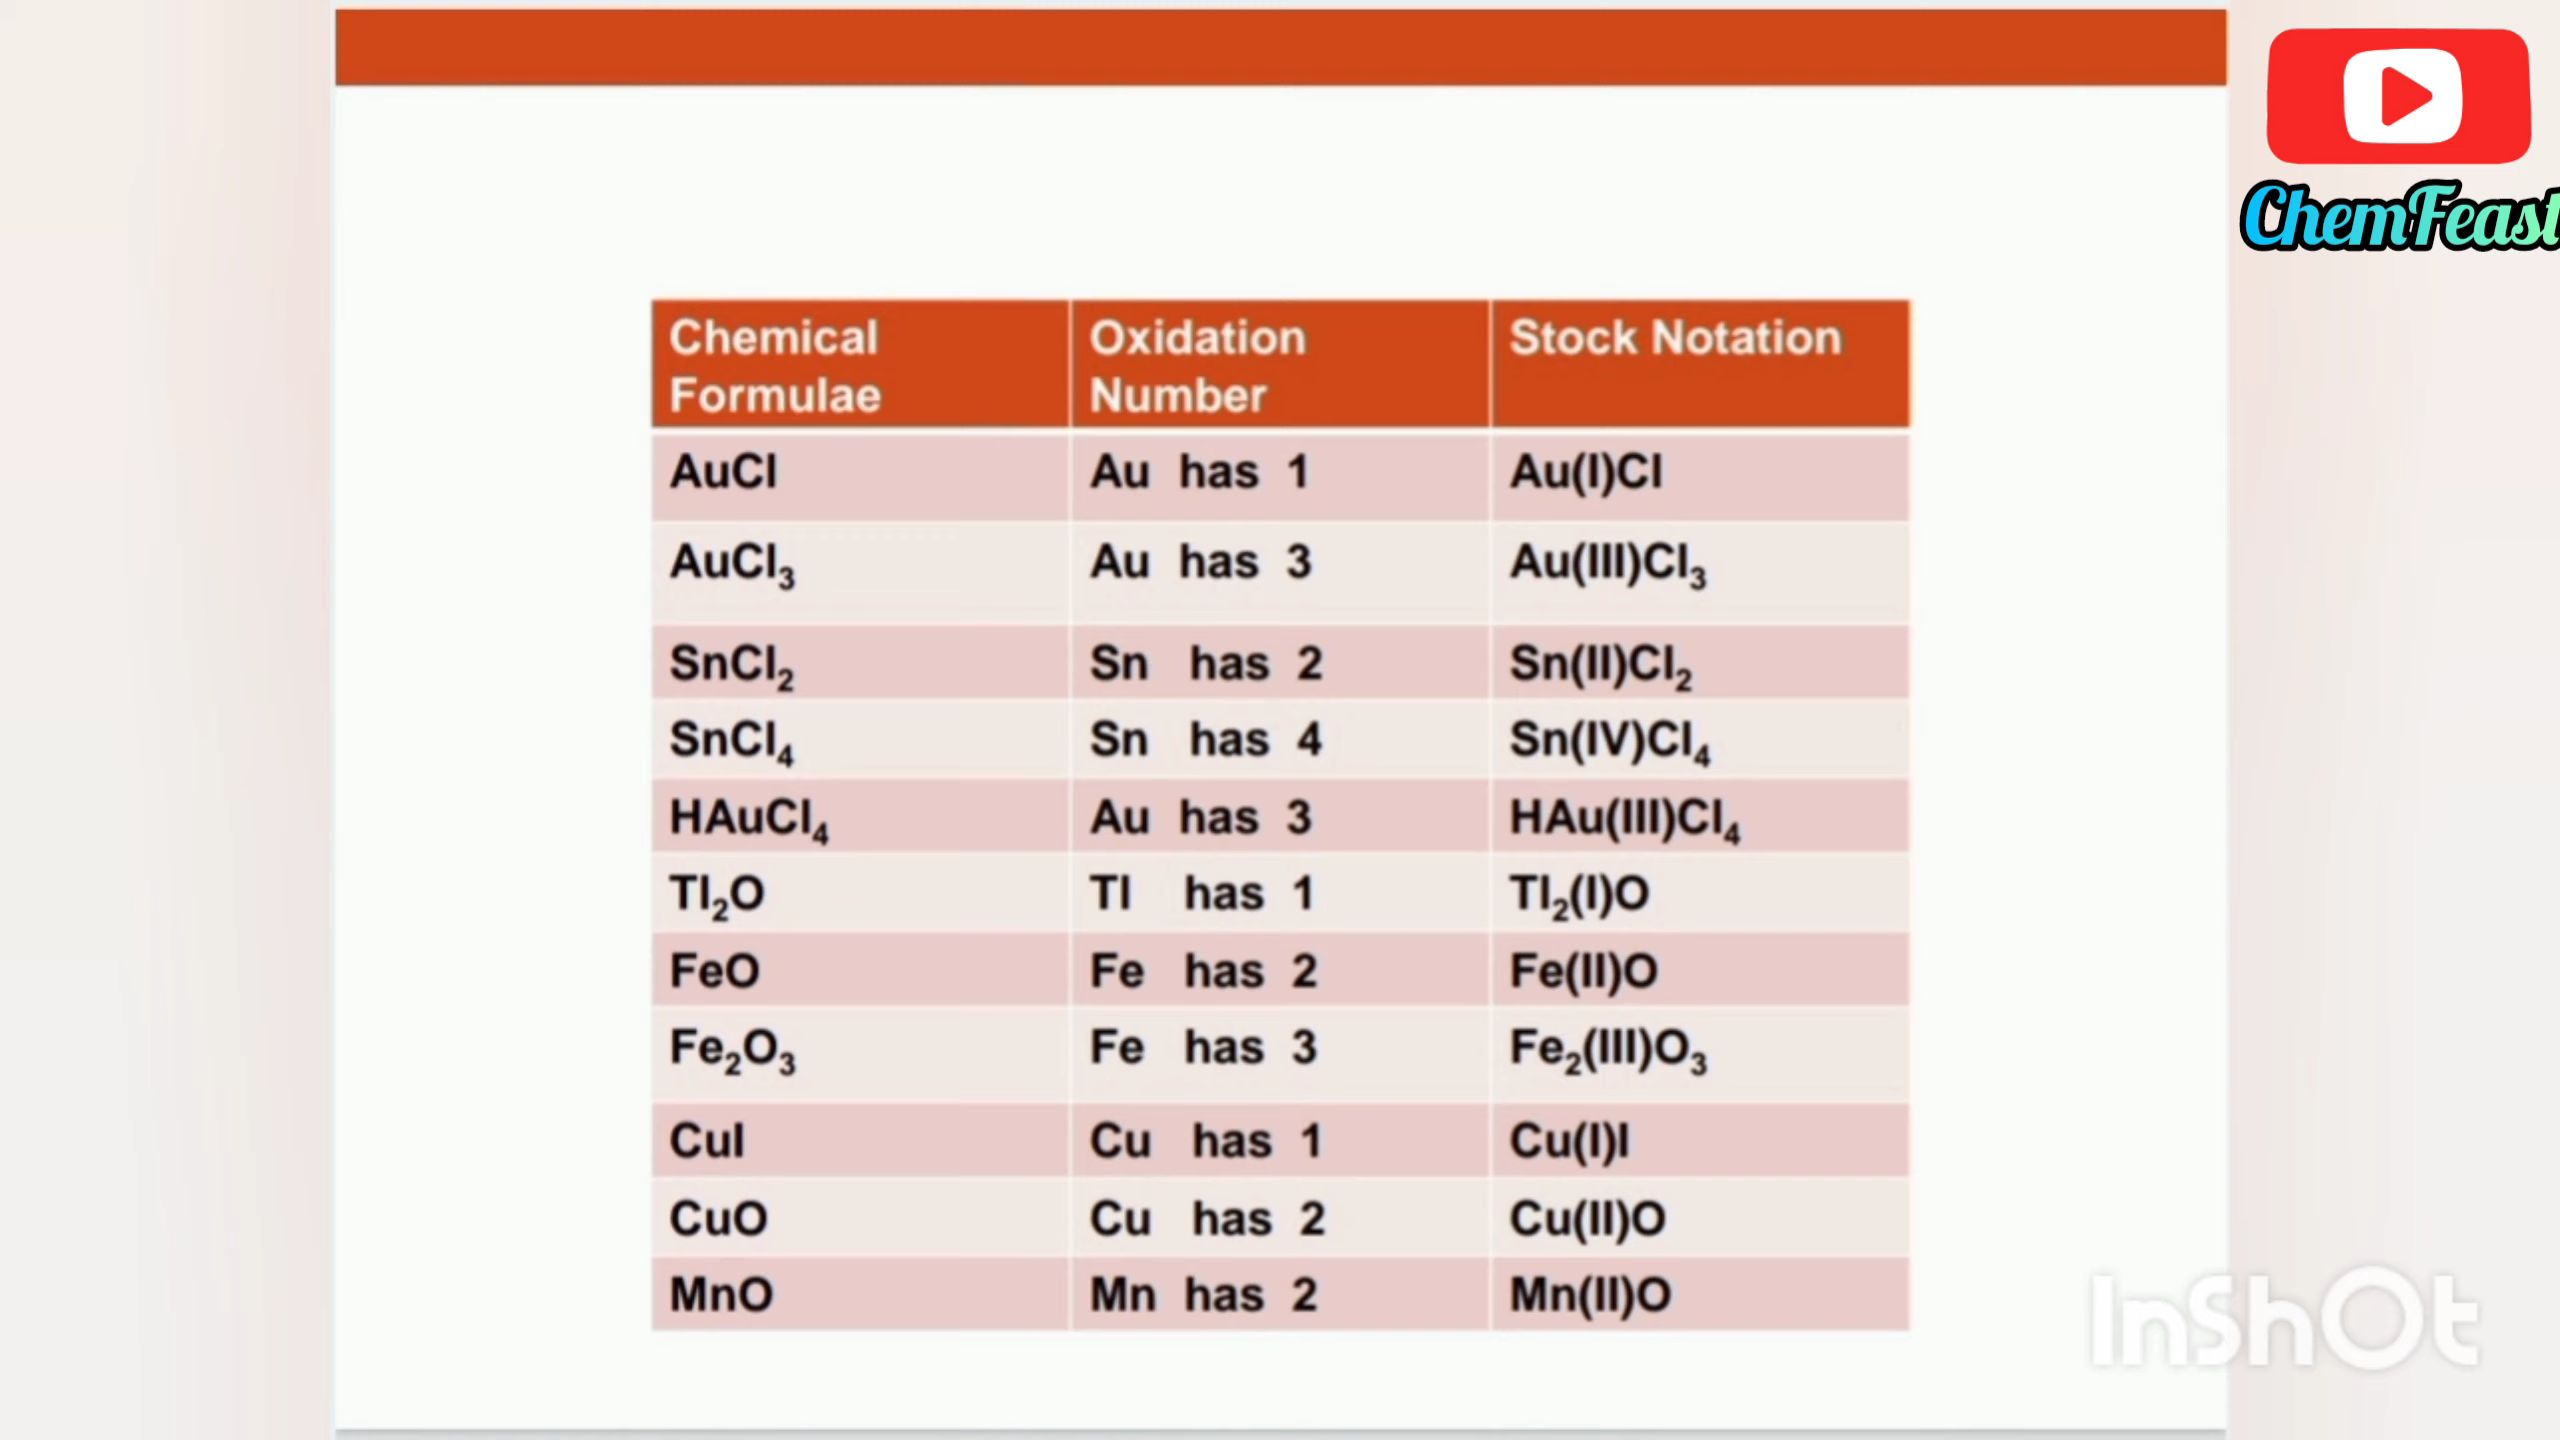 ChemFeast
Chemical Formulae Oxidation Number Stock Notation
AuCl Au has 1 Au(I)Cl
AuCl₃ Au has 3 Au(III)Cl₃
SnCl₂ Sn has 2 Sn(II)Cl₂
SnCl₄ Sn has 4 Sn(IV)Cl₄
HAuCl₄ Au has 3 HAu(III)Cl₄
Tl₂O Tl has 1 Tl₂(I)O
FeO Fe has 2 Fe(II)O
Fe₂O₃ Fe has 3 Fe₂(III)O₃
CuI Cu has 1 Cu(I)I
CuO Cu has 2 Cu(II)O
MnO Mn has 2 Mn(II)O
InShOt